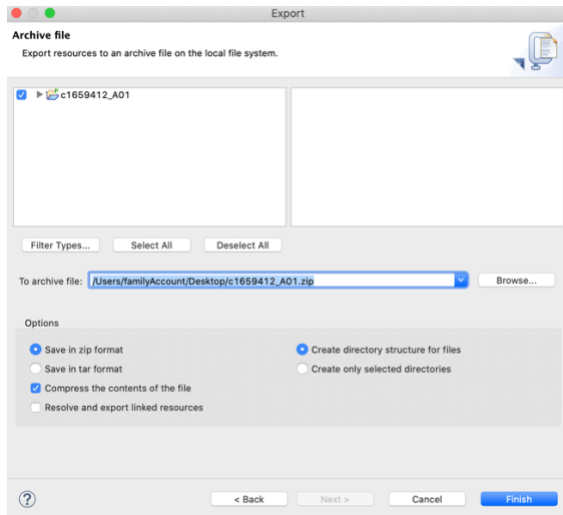 Export
Archive file
Export resources to an archive file on the local file system.
c1659412_A01
Filter Types...
Select All
Deselect All
To archive file: /Users/familyAccount/Desktop/c1659412_A01.zip
Browse...
Options
Save in zip format
Create directory structure for files
Save in tar format
Create only selected directories
Compress the contents of the file
Resolve and export linked resources
?
< Back
Next >
Cancel
Finish